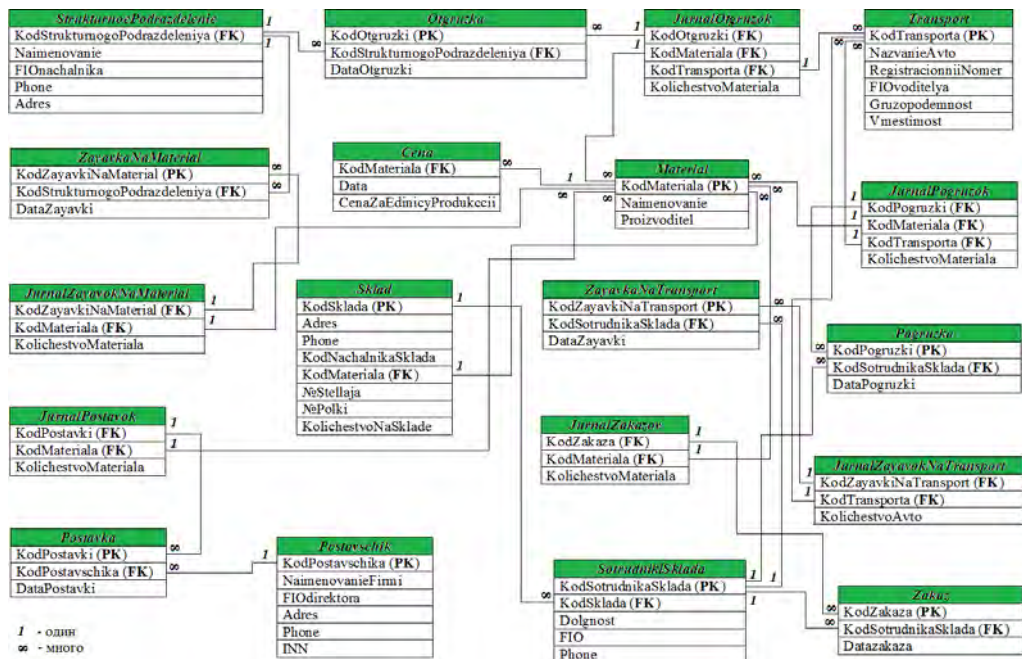 StrukturnoePodrazdelenie
KodStrukturnogoPodrazdeleniya (FK)
Naimenovanie
FIOnachalnika
Phone
Adres
Otgruzka
KodOtgruzki (PK)
KodStrukturnogoPodrazdeleniya (FK)
DataOtgruzki
JurnalOtgruzok
KodOtgruzki (FK)
KodMateriala (FK)
KodTransporta (FK)
KolichestvoMateriala
Transport
KodTransporta (PK)
NazvanieAvto
RegistracionniiNomer
FIOvoditelya
Gruzopodemnost
Vmestimost
ZayavkaNaMaterial
KodZayavkiNaMaterial (PK)
KodStrukturnogoPodrazdeleniya (FK)
DataZayavki
Cena
KodMateriala (FK)
Data
CenaZaEdinicyProdukccii
Material
KodMateriala (PK)
Naimenovanie
Proizvoditel
JurnalPogruzok
KodPogruzki (FK)
KodMateriala (FK)
KodTransporta (FK)
KolichestvoMateriala
JurnalZayavokNaMaterial
KodZayavkiNaMaterial (FK)
KodMateriala (FK)
KolichestvoMateriala
Sklad
KodSklada (PK)
Adres
Phone
KodNachalnikaSklada
KodMateriala (FK)
№Stellaja
№Polki
KolichestvoNaSklade
ZayavkaNaTransport
KodZayavkiNaTransport (PK)
KodSotrudnikaSklada (FK)
DataZayavki
Pogruzka
KodPogruzki (PK)
KodSotrudnikaSklada (FK)
DataPogruzki
JurnalPostavok
KodPostavki (FK)
KodMateriala (FK)
KolichestvoMateriala
JurnalZakazov
KodZakaza (FK)
KodMateriala (FK)
KolichestvoMateriala
JurnalZayavokNaTransport
KodZayavkiNaTransport (FK)
KodTransporta (FK)
KolichestvoAvto
Postavka
KodPostavki (PK)
KodPostavschika (FK)
DataPostavki
Postavschik
KodPostavschika (PK)
NaimenovanieFirmi
FIOdirektora
Adres
Phone
INN
SotrudnikiSklada
KodSotrudnikaSklada (PK)
KodSklada (FK)
Dolgnost
FIO
Phone
Zakaz
KodZakaza (PK)
KodSotrudnikaSklada (FK)
Datazakaza
1 - один
∞ - много